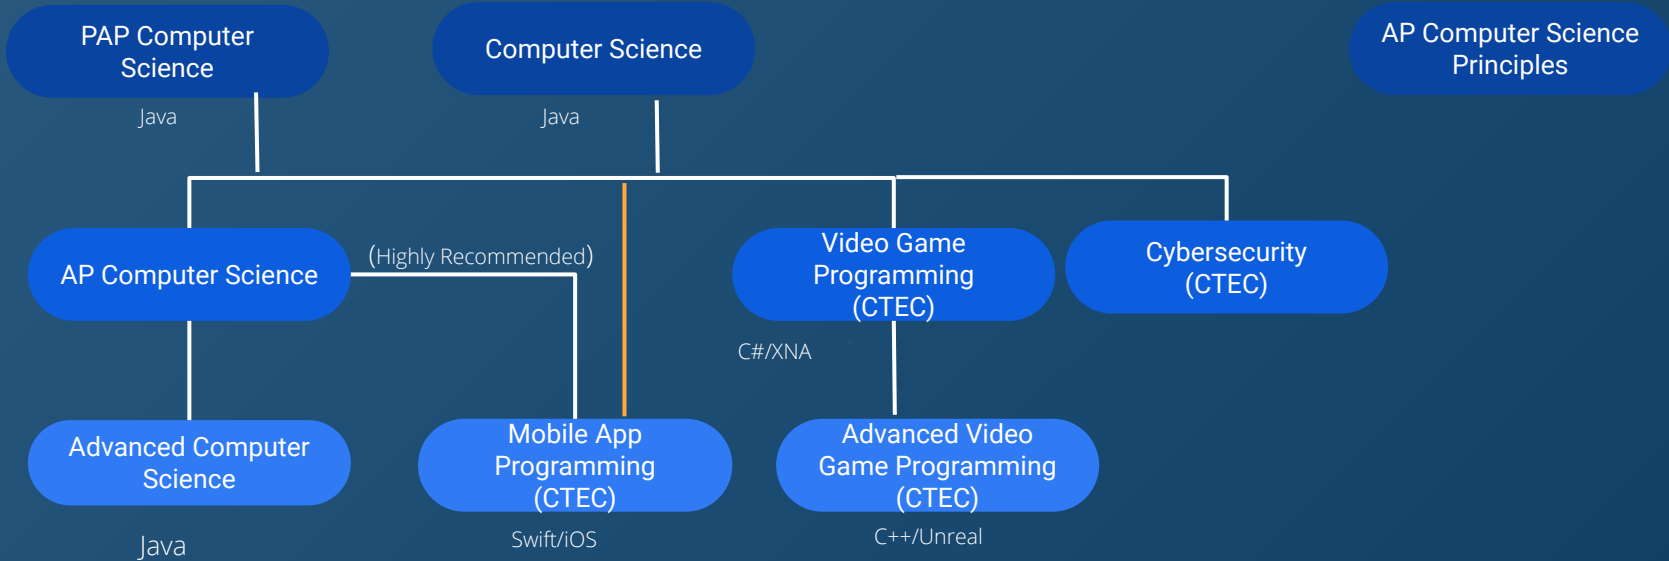 PAP Computer
Science
Java
Computer Science
Java
AP Computer Science
Principles
AP Computer Science
(Highly Recommended)
Video Game
Programming
(CTEC)
C#/XNA
Cybersecurity
(CTEC)
Advanced Computer
Science
Java
Mobile App
Programming
(CTEC)
Swift/iOS
Advanced Video
Game Programming
(CTEC)
C++/Unreal